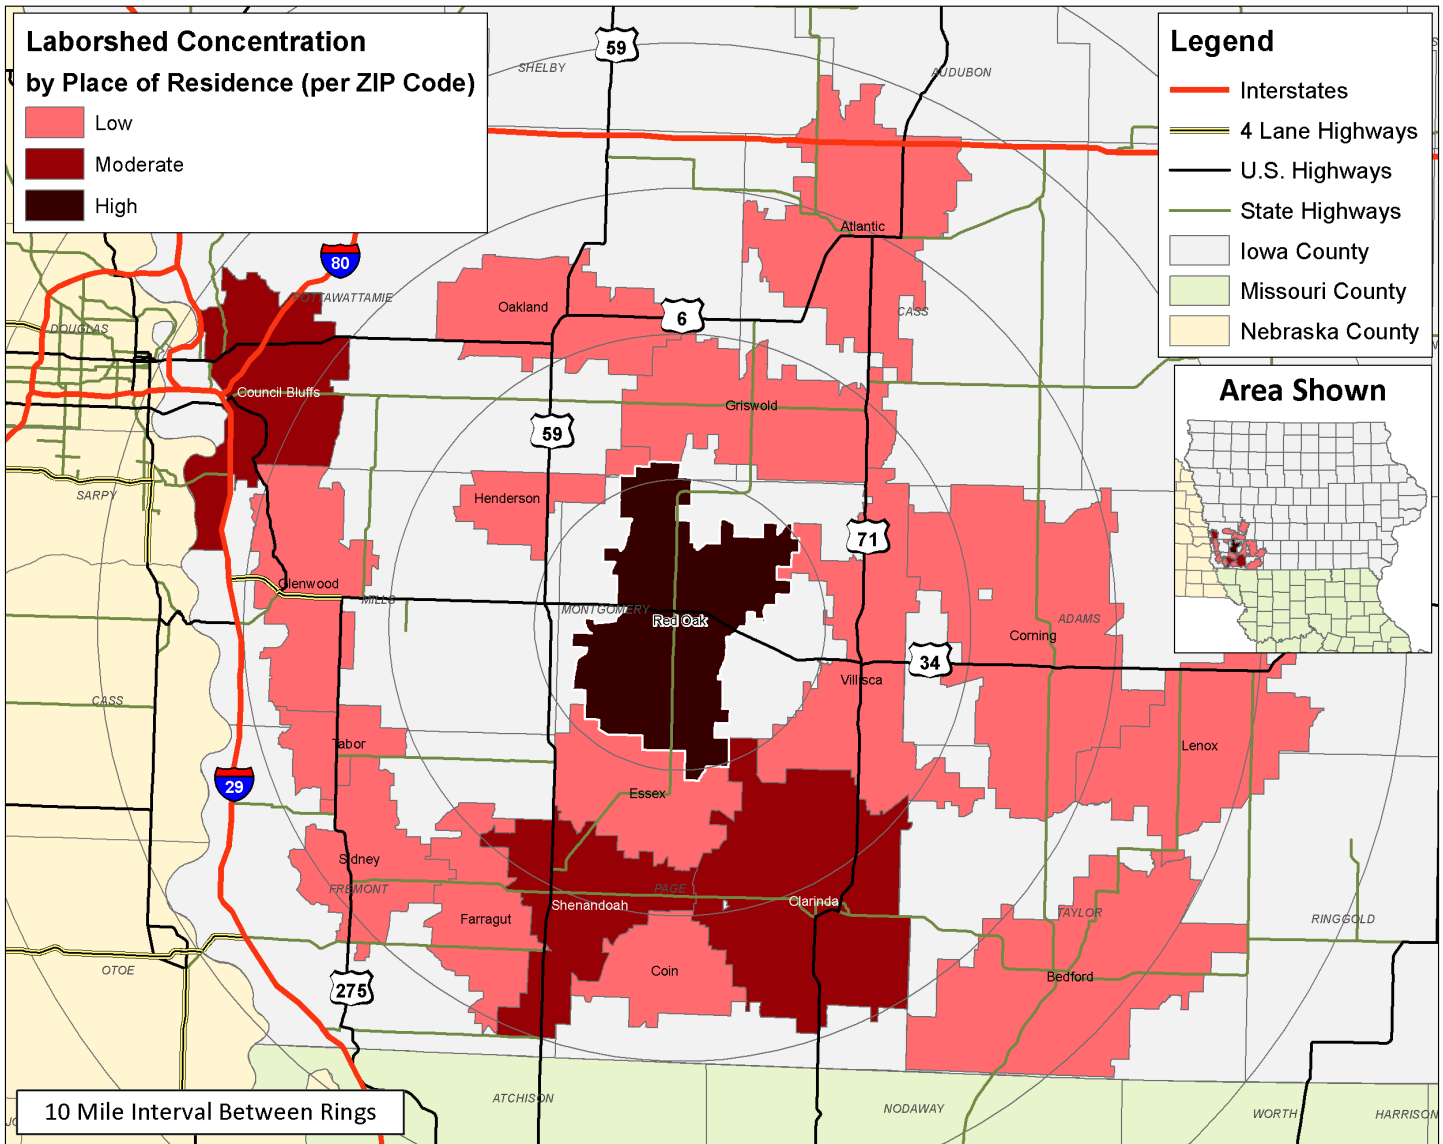 Laborshed Concentration
by Place of Residence (per ZIP Code)
Low
Moderate
High
Legend
Interstates
4 Lane Highways
U.S. Highways
State Highways
Iowa County
Missouri County
Nebraska County
Area Shown
59
SHELBY
AUDUBON
Atlantic
80
POTTAWATTAMIE
Oakland
6
CASS
DOUGLAS
Council Bluffs
Griswold
59
SARPY
Henderson
71
Glenwood
MILLS
MONTGOMERY
Red Oak
ADAMS
Corning
34
Villisca
CASS
Tabor
Lenox
29
Essex
Sidney
FREMONT
PAGE
Shenandoah
Clarinda
Farragut
TAYLOR
RINGGOLD
OTOE
Coin
Bedford
275
ATCHISON
NODAWAY
WORTH
HARRISON
10 Mile Interval Between Rings